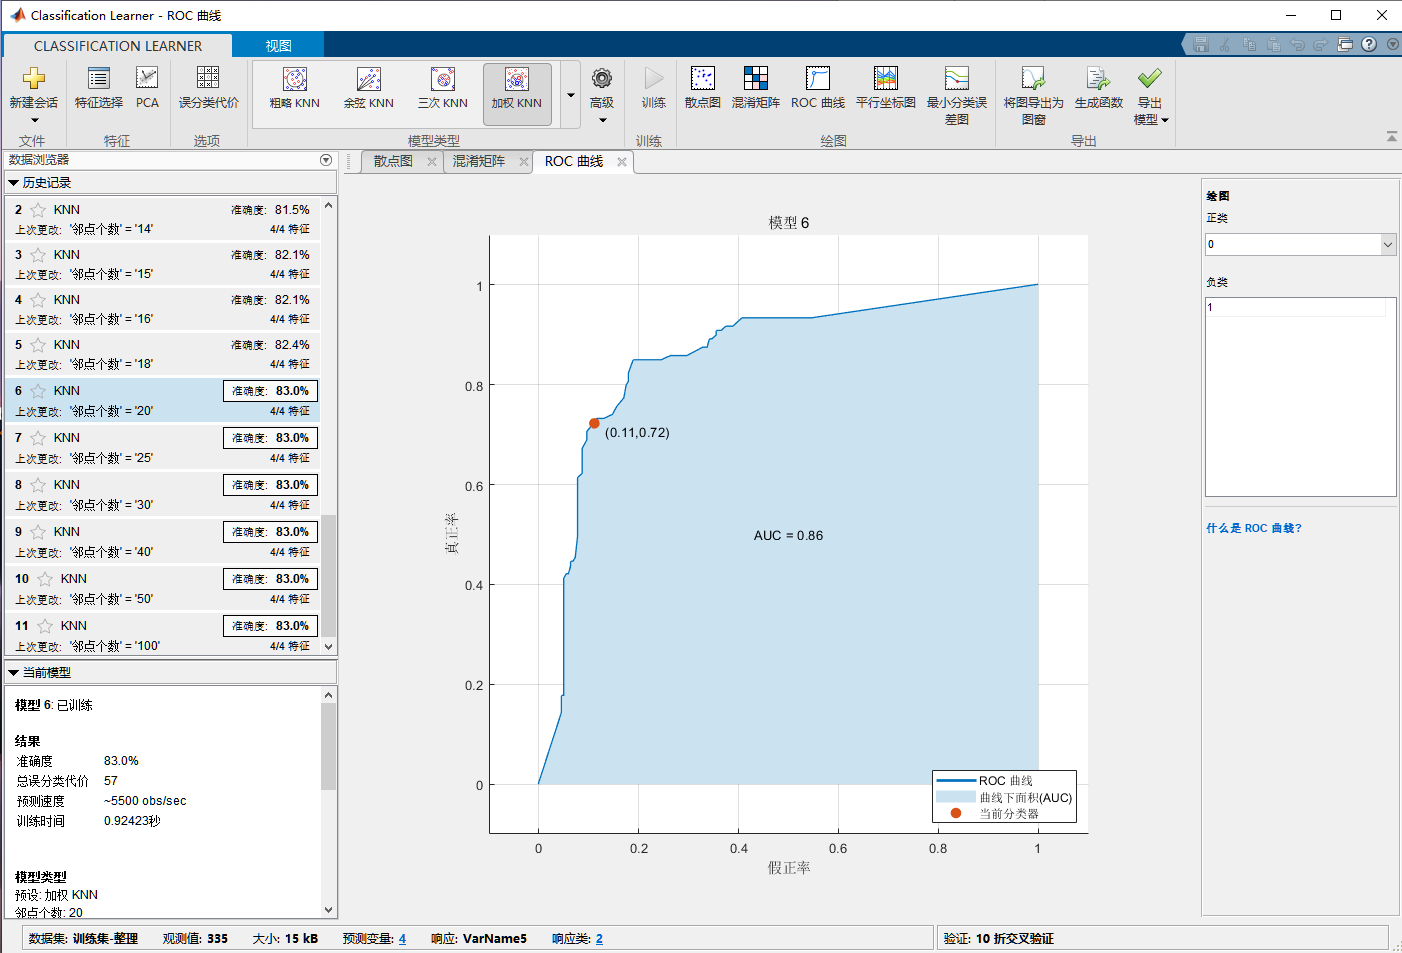 Classification Learner - ROC 曲线
CLASSIFICATION LEARNER
视图
新建会话
特征选择
PCA
误分类代价
粗略 KNN
余弦 KNN
三次 KNN
加权 KNN
高级
训练
散点图
混淆矩阵
ROC 曲线
平行坐标图
最小分类误
差图
将图导出为
图窗
生成函数
导出
模型
文件
特征
选项
模型类型
训练
绘图
导出
数据浏览器
历史记录
2 KNN 准确度: 81.5%
上次更改: '邻点个数' = '14' 4/4 特征
3 KNN 准确度: 82.1%
上次更改: '邻点个数' = '15' 4/4 特征
4 KNN 准确度: 82.1%
上次更改: '邻点个数' = '16' 4/4 特征
5 KNN 准确度: 82.4%
上次更改: '邻点个数' = '18' 4/4 特征
6 KNN 准确度: 83.0%
上次更改: '邻点个数' = '20' 4/4 特征
7 KNN 准确度: 83.0%
上次更改: '邻点个数' = '25' 4/4 特征
8 KNN 准确度: 83.0%
上次更改: '邻点个数' = '30' 4/4 特征
9 KNN 准确度: 83.0%
上次更改: '邻点个数' = '40' 4/4 特征
10 KNN 准确度: 83.0%
上次更改: '邻点个数' = '50' 4/4 特征
11 KNN 准确度: 83.0%
上次更改: '邻点个数' = '100' 4/4 特征
当前模型
模型 6: 已训练
结果
准确度 83.0%
总误分类代价 57
预测速度 ~5500 obs/sec
训练时间 0.92423秒
模型类型
预设: 加权 KNN
邻点个数: 20
散点图
混淆矩阵
ROC 曲线
模型 6
1
0.8
0.6
0.4
0.2
0
真正率
(0.11,0.72)
AUC = 0.86
ROC 曲线
曲线下面积(AUC)
当前分类器
0 0.2 0.4 0.6 0.8 1
假正率
绘图
正类
0
负类
1
什么是 ROC 曲线?
数据集: 训练集-整理 观测值: 335 大小: 15 kB 预测变量: 4 响应: VarName5 响应类: 2
验证: 10 折交叉验证